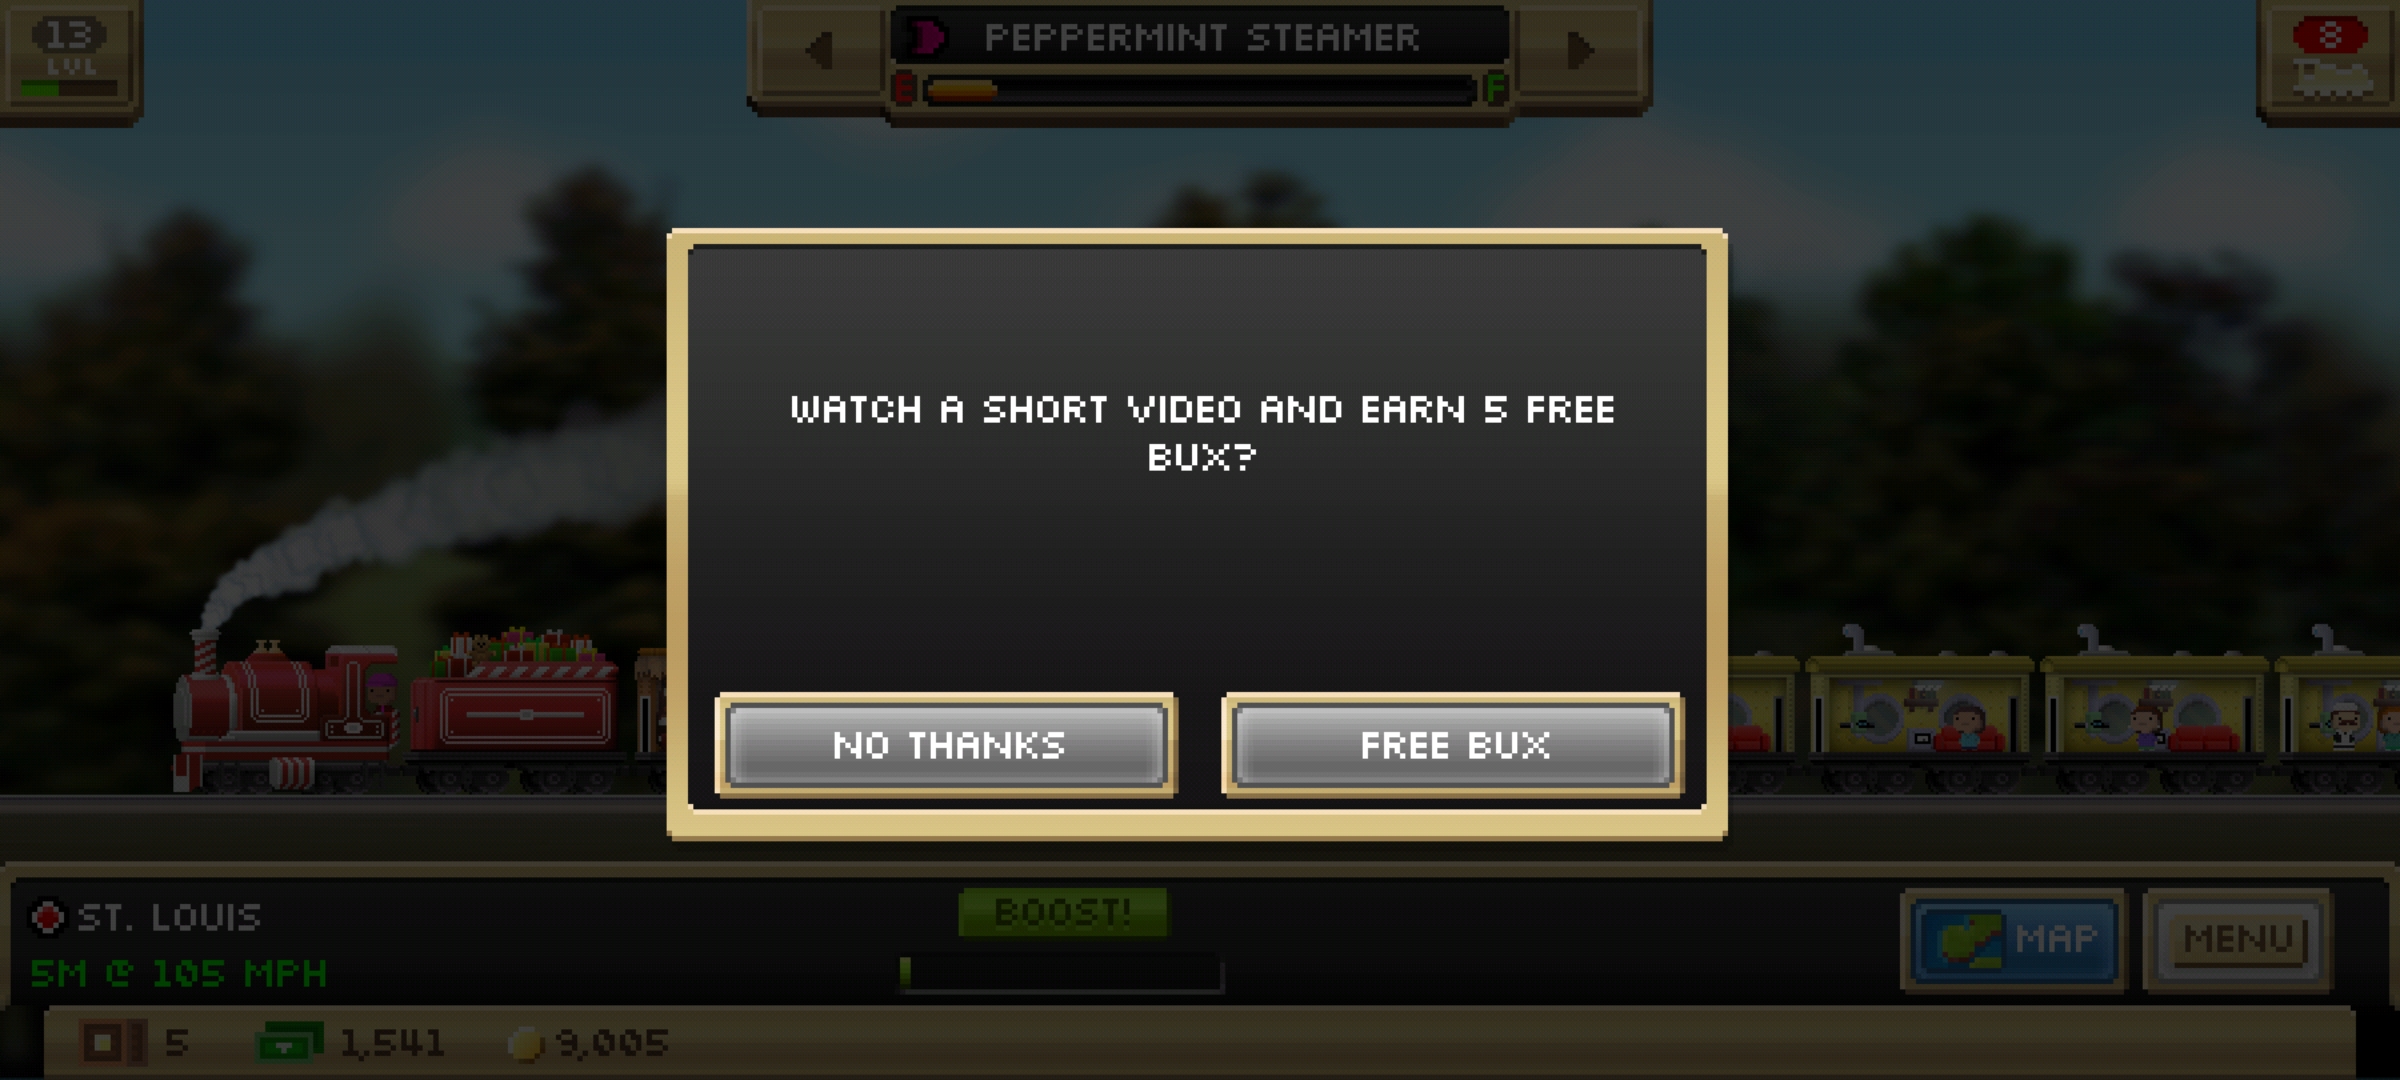 13
LVL
PEPPERMINT STEAMER
E F
8
WATCH A SHORT VIDEO AND EARN 5 FREE
BUX?
NO THANKS
FREE BUX
ST. LOUIS
5M @ 105 MPH
BOOST!
MAP
MENU
5 1,541 9,005